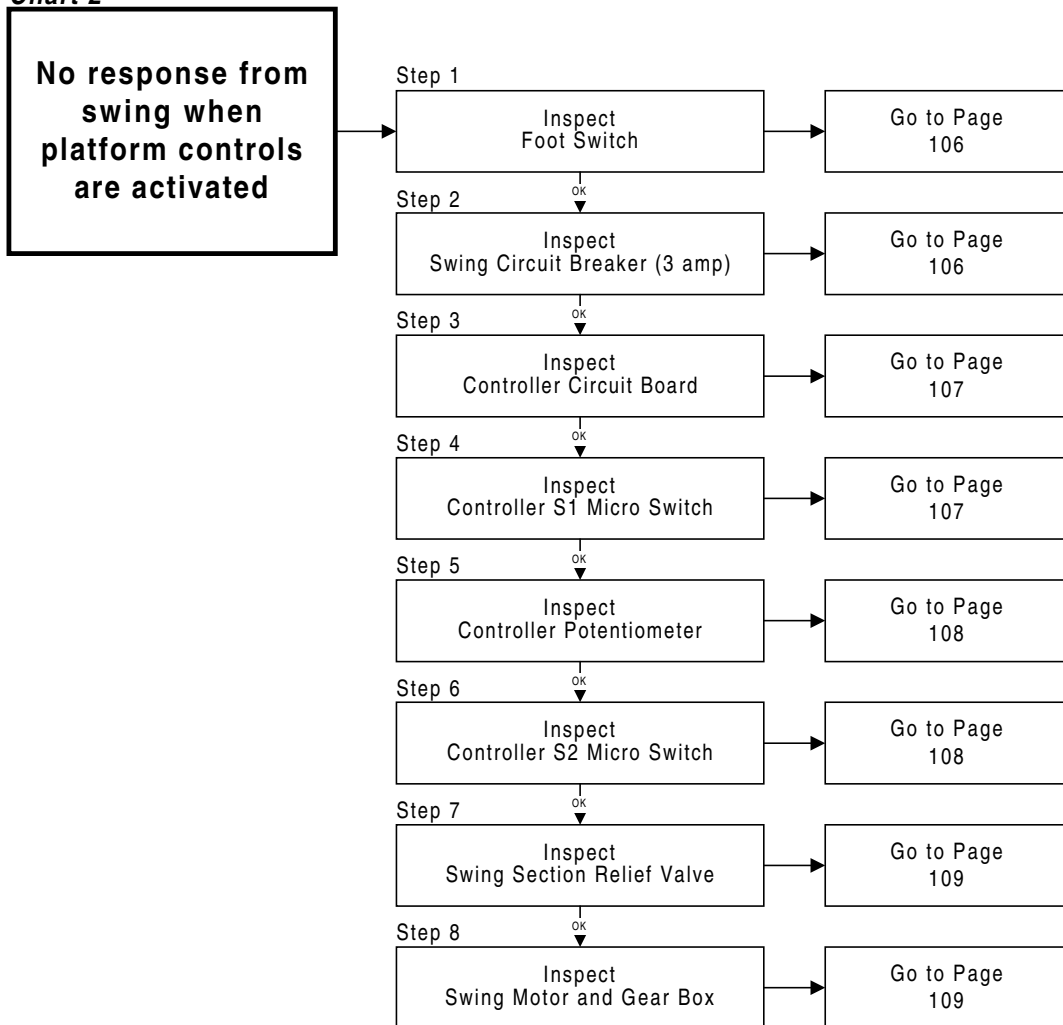 Chart 2
No response from
swing when
platform controls
are activated
Step 1
Inspect
Foot Switch
Go to Page
106
OK
Step 2
Inspect
Swing Circuit Breaker (3 amp)
Go to Page
106
OK
Step 3
Inspect
Controller Circuit Board
Go to Page
107
OK
Step 4
Inspect
Controller S1 Micro Switch
Go to Page
107
OK
Step 5
Inspect
Controller Potentiometer
Go to Page
108
OK
Step 6
Inspect
Controller S2 Micro Switch
Go to Page
108
OK
Step 7
Inspect
Swing Section Relief Valve
Go to Page
109
OK
Step 8
Inspect
Swing Motor and Gear Box
Go to Page
109